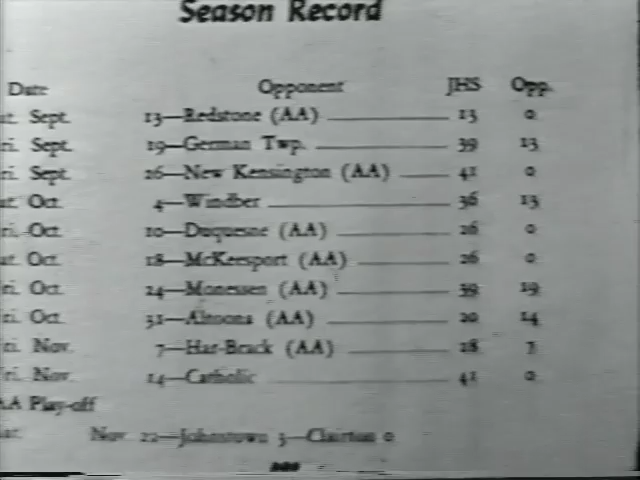 Season Record
Date Opponent JHS Opp.
at. Sept. 13—Redstone (AA) 13 0
ri. Sept. 19—German Twp. 39 13
ri. Sept. 26—New Kensington (AA) 41 0
at. Oct. 4—Windber 36 13
ri. Oct. 10—Duquesne (AA) 26 0
at. Oct. 18—McKeesport (AA) 26 0
ri. Oct. 24—Monessen (AA) 39 19
ri. Oct. 31—Altoona (AA) 20 14
ri. Nov. 7—Har-Brack (AA) 28 7
ri. Nov. 14—Catholic 41 0
AA Play-off
at. Nov. 22—Johnstown 3—Clairton 0